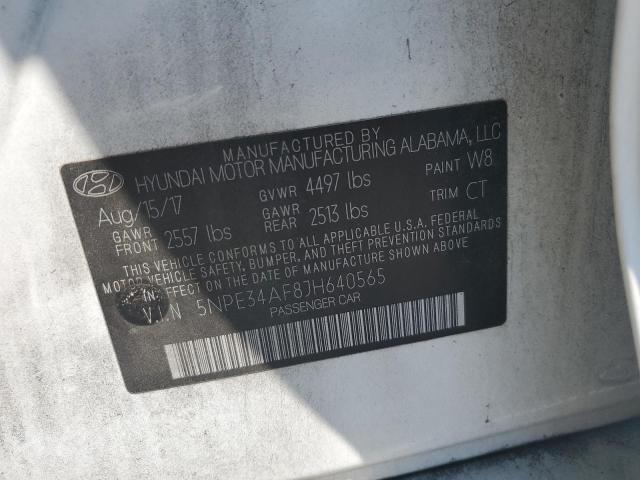 MANUFACTURED BY
HYUNDAI MOTOR MANUFACTURING ALABAMA, LLC
Aug/15/17 GVWR 4497 lbs PAINT W8
GAWR FRONT 2557 lbs GAWR REAR 2513 lbs TRIM CT
THIS VEHICLE CONFORMS TO ALL APPLICABLE U.S.A. FEDERAL
MOTOR VEHICLE SAFETY, BUMPER, AND THEFT PREVENTION STANDARDS
IN EFFECT ON THE DATE OF MANUFACTURE SHOWN ABOVE
VIN 5NPE34AF8JH640565
PASSENGER CAR